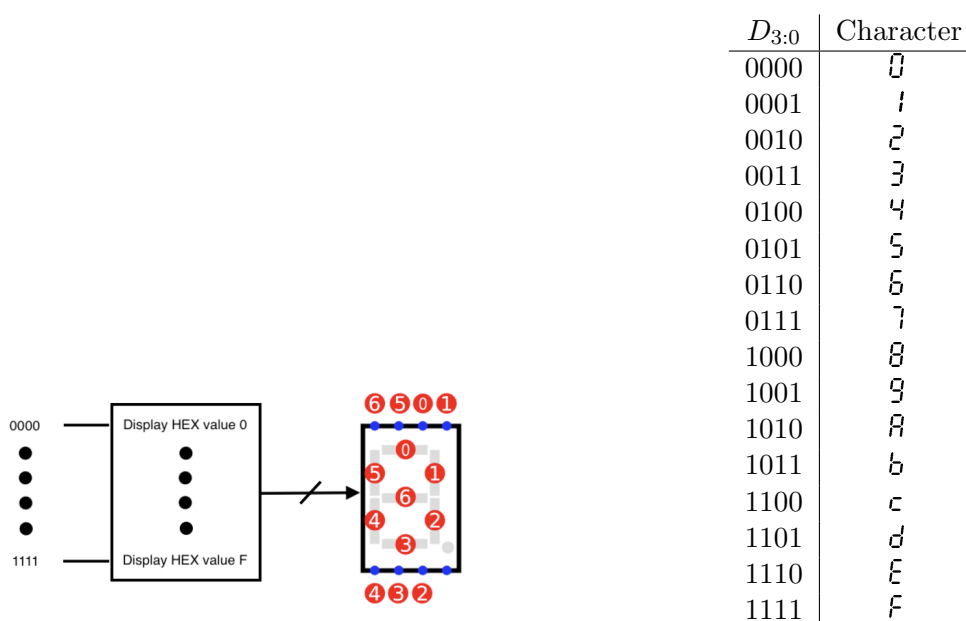 D3:0 Character
0000 0
0001 1
0010 2
0011 3
0100 4
0101 5
0110 6
0111 7
1000 8
1001 9
1010 A
1011 b
1100 c
1101 d
1110 E
1111 F
0000 Display HEX value 0
1111 Display HEX value F
6 5 0 1
0
5 1
6
4 2
3
4 3 2